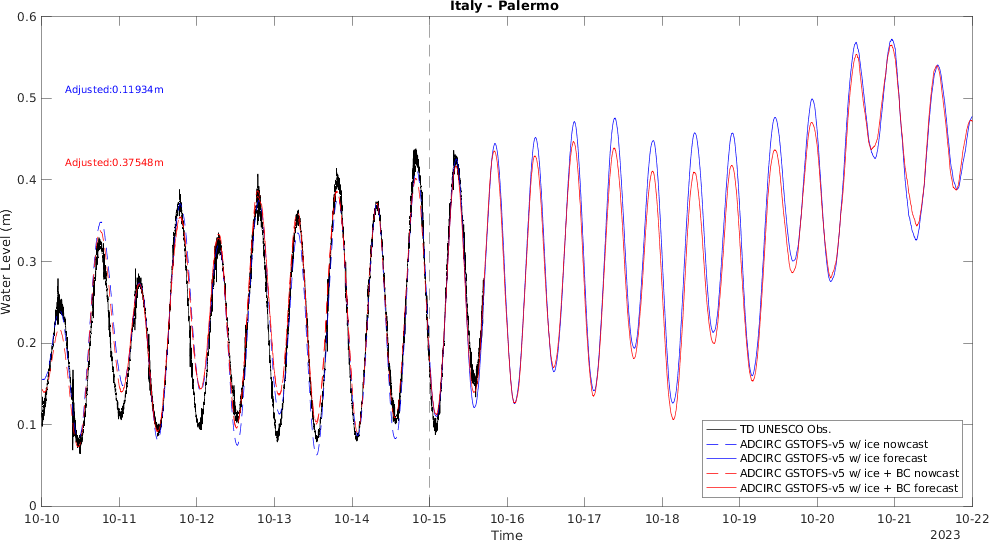 Italy - Palermo
0.6
0.5
0.4
0.3
0.2
0.1
0
Water Level (m)
Adjusted:0.11934m
Adjusted:0.37548m
TD UNESCO Obs.
ADCIRC GSTOFS-v5 w/ ice nowcast
ADCIRC GSTOFS-v5 w/ ice forecast
ADCIRC GSTOFS-v5 w/ ice + BC nowcast
ADCIRC GSTOFS-v5 w/ ice + BC forecast
10-10 10-11 10-12 10-13 10-14 10-15 10-16 10-17 10-18 10-19 10-20 10-21 10-22
Time
2023